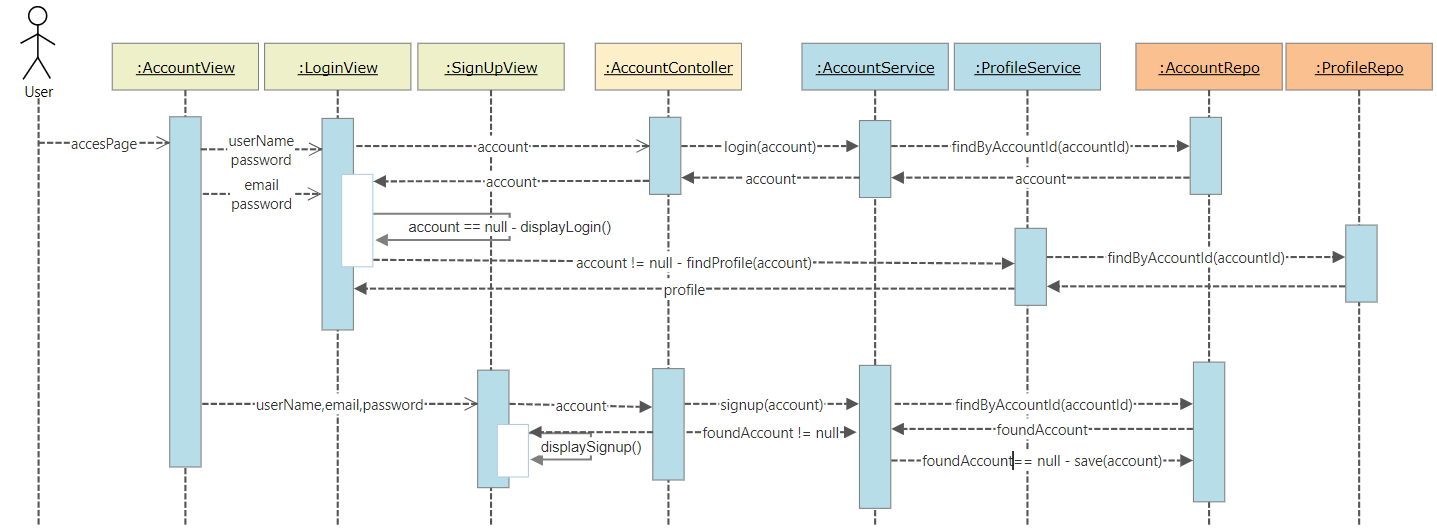 :AccountView
:LoginView
:SignUpView
:AccountContoller
:AccountService
:ProfileService
:AccountRepo
:ProfileRepo
User
accesPage
userName
password
account
login(account)
findByAccountId(accountId)
email
password
account
account
account
account == null - displayLogin()
account != null - findProfile(account)
findByAccountId(accountId)
profile
userName,email,password
account
signup(account)
findByAccountId(accountId)
foundAccount != null
foundAccount
displaySignup()
foundAccount== null - save(account)